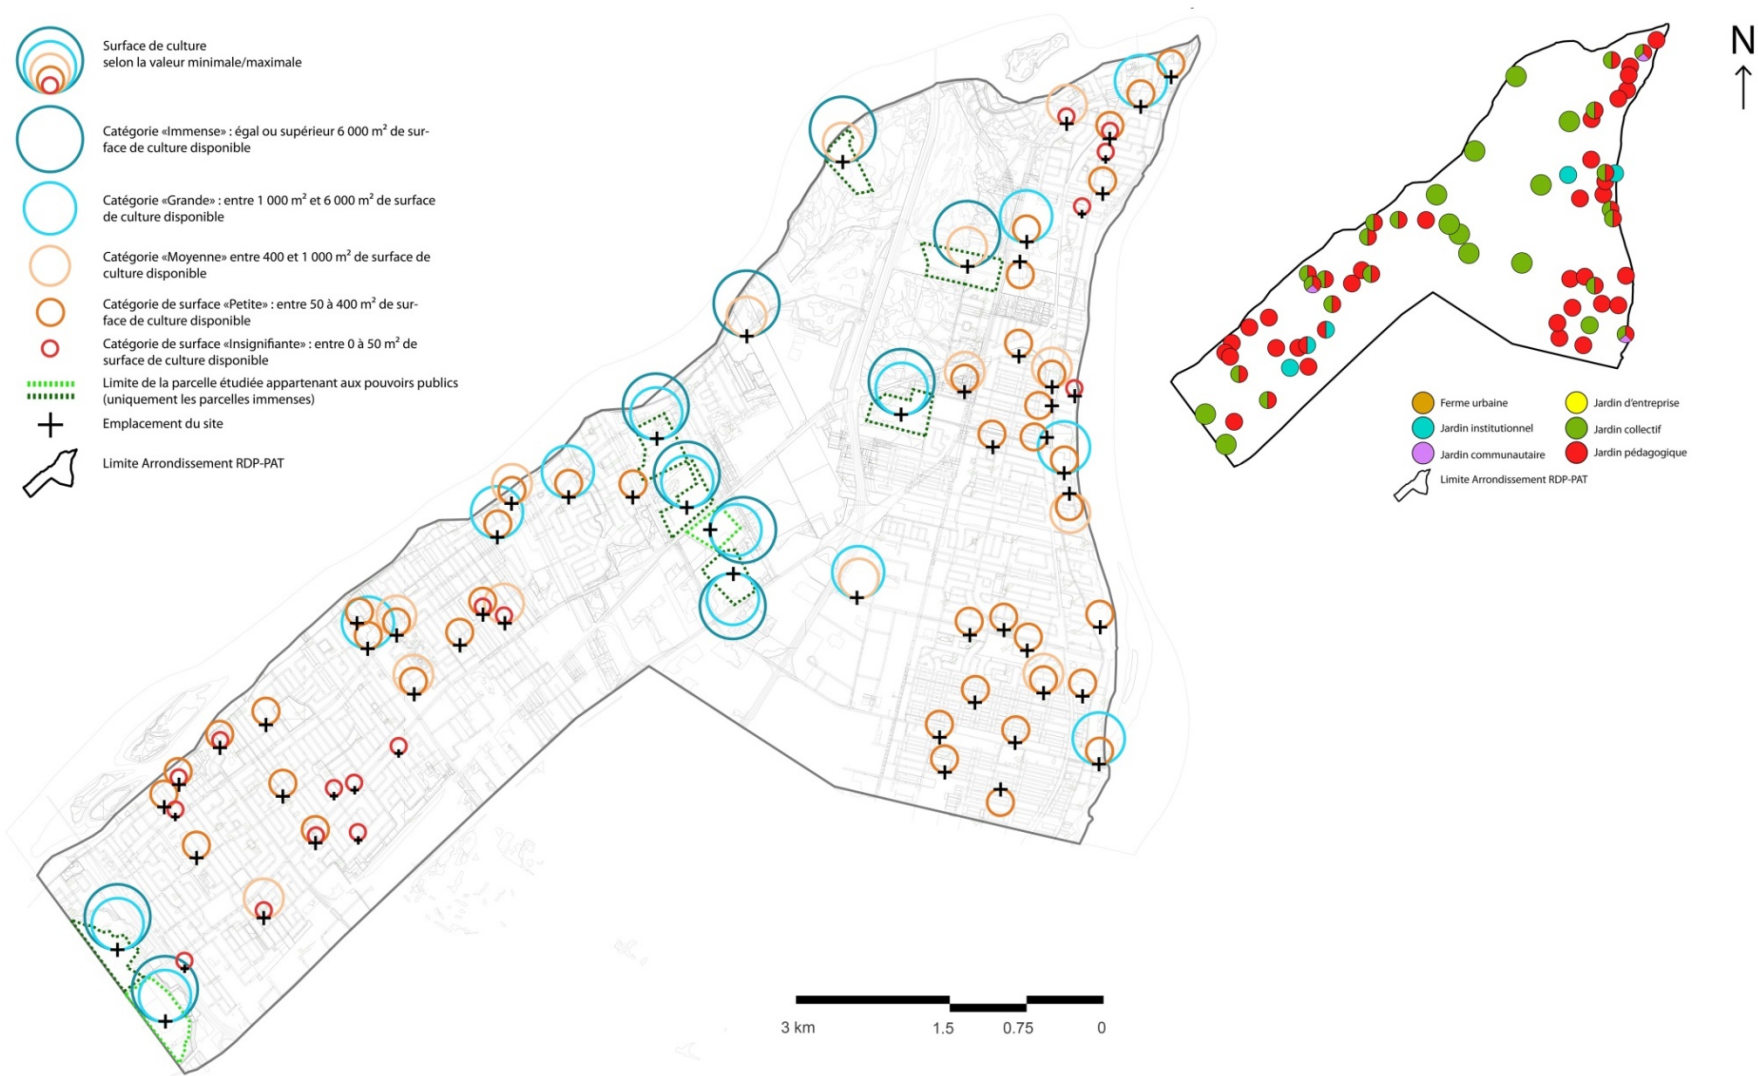 Surface de culture
selon la valeur minimale/maximale
Catégorie «Immense» : égal ou supérieur 6 000 m² de sur-
face de culture disponible
Catégorie «Grande» : entre 1 000 m² et 6 000 m² de surface
de culture disponible
Catégorie «Moyenne» entre 400 et 1 000 m² de surface de
culture disponible
Catégorie de surface «Petite» : entre 50 à 400 m² de sur-
face de culture disponible
Catégorie de surface «Insignifiante» : entre 0 à 50 m² de
surface de culture disponible
Limite de la parcelle étudiée appartenant aux pouvoirs publics
(uniquement les parcelles immenses)
Emplacement du site
Limite Arrondissement RDP-PAT
N
Ferme urbaine
Jardin d'entreprise
Jardin institutionnel
Jardin collectif
Jardin communautaire
Jardin pédagogique
Limite Arrondissement RDP-PAT
3 km 1.5 0.75 0